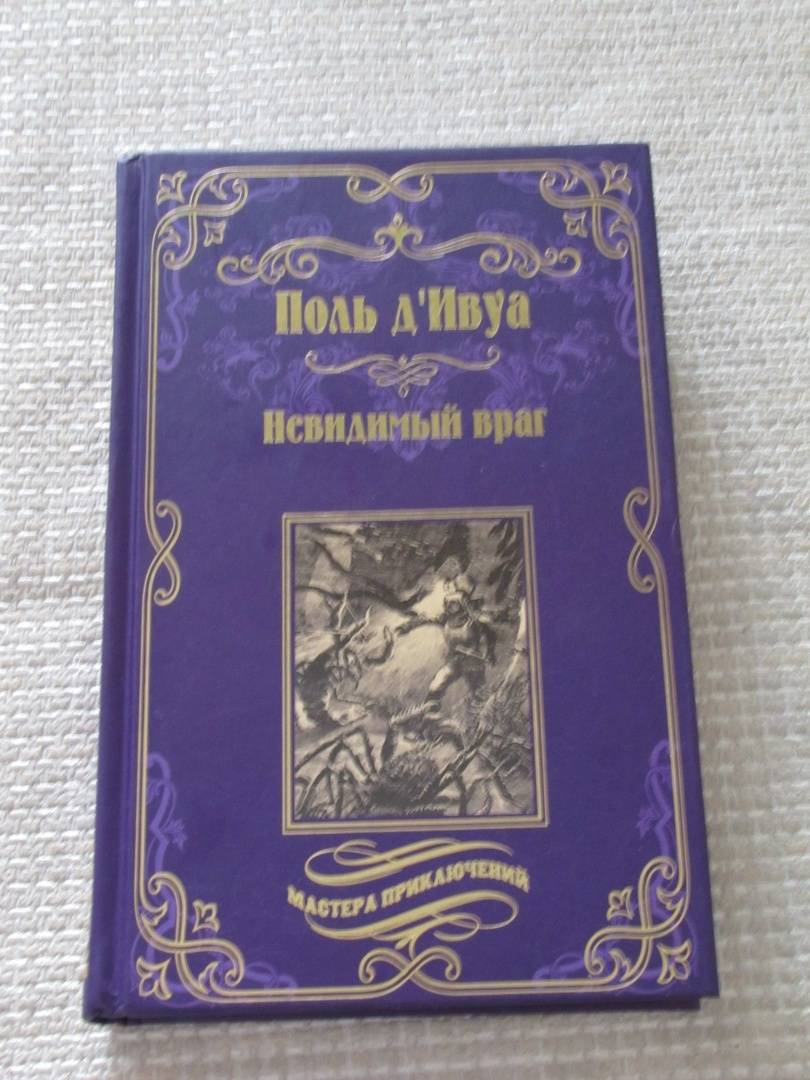 Поль д'Ивуа
Невидимый враг
МАСТЕРА ПРИКЛЮЧЕНИЙ